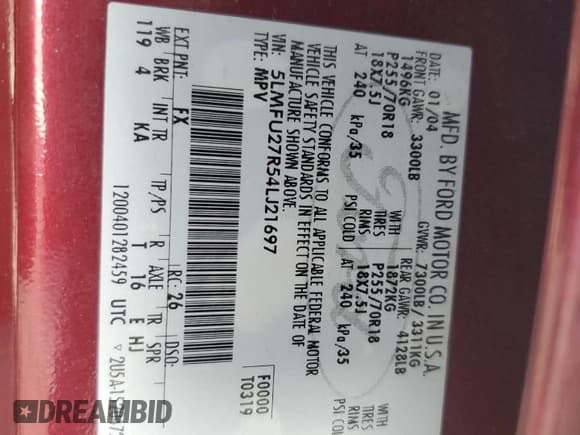 MFD. BY FORD MOTOR CO. IN U.S.A.
DATE: 01/04 GVWR: 7300LB/ 3311KG
FRONT GAWR: 3300LB REAR GAWR: 4128LB
1496KG WITH 1872KG WITH
P255/70R18 TIRES P255/70R18 TIRES
18X7.5J RIMS 18X7.5J RIMS
AT 240 kPa/35 PSI COLD AT 240 kPa/35 PSI COLD
THIS VEHICLE CONFORMS TO ALL APPLICABLE FEDERAL MOTOR
VEHICLE SAFETY STANDARDS IN EFFECT ON THE DATE OF
MANUFACTURE SHOWN ABOVE.
5LMFU27R54LJ21697 F0000
TYPE: MPV T0319
EXT PNT: FX RC: 26 DSO:
WB BRK INT TR TP/PS R AXLE TR SPR
119 4 KA T 16 E HJ
1200401282459 UTC
DREAMBID